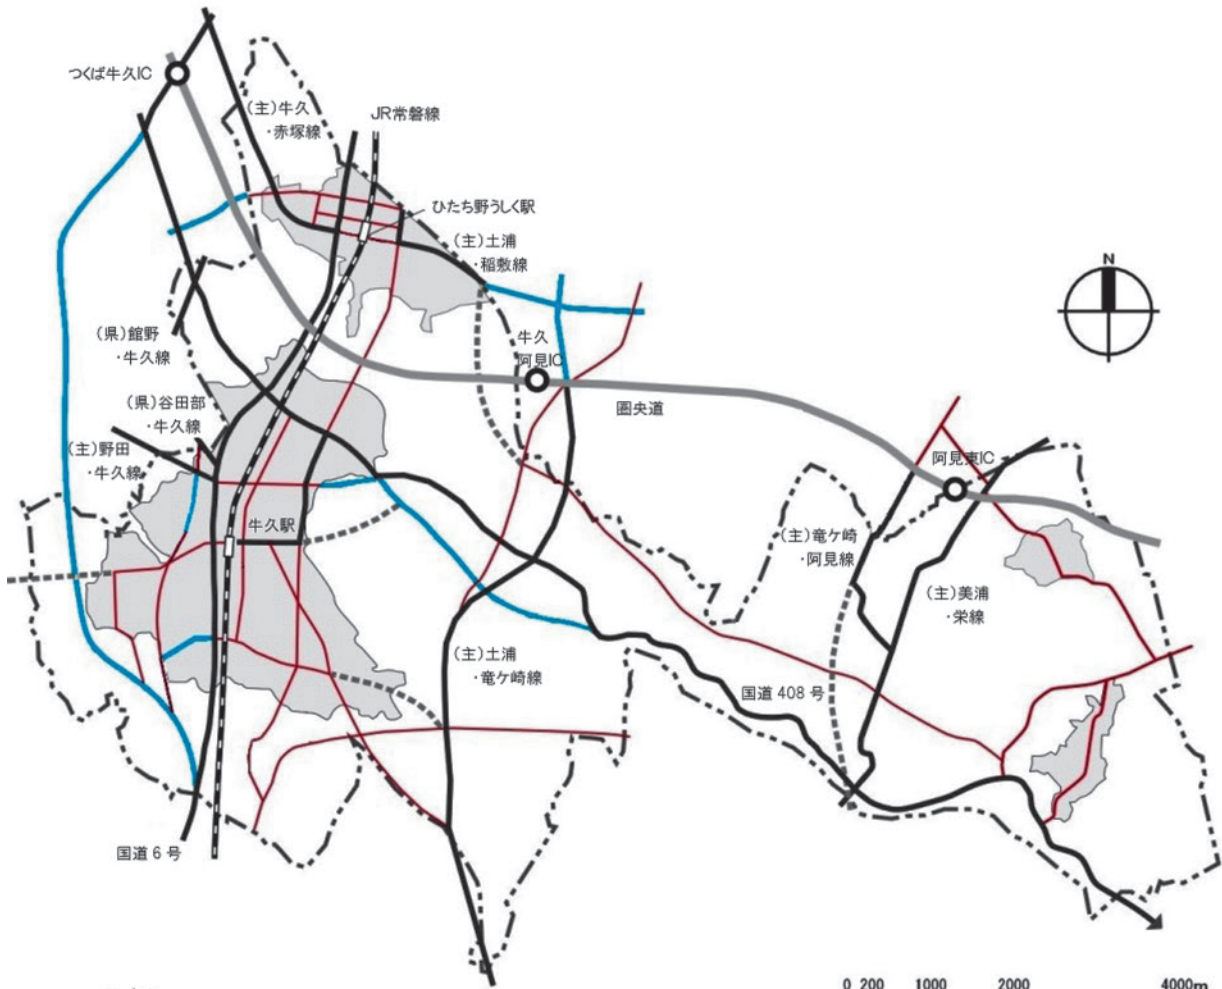 つくば牛久IC
(主)牛久
・赤塚線
JR常磐線
ひたち野うしく駅
(主)土浦
・稲敷線
N
(県)館野
・牛久線
牛久
阿見IC
圏央道
(県)谷田部
・牛久線
(主)野田
・牛久線
阿見東IC
牛久駅
(主)竜ケ崎
・阿見線
(主)美浦
・栄線
(主)土浦
・竜ケ崎線
国道 408 号
国道 6 号
0 200 1000 2000 4000m